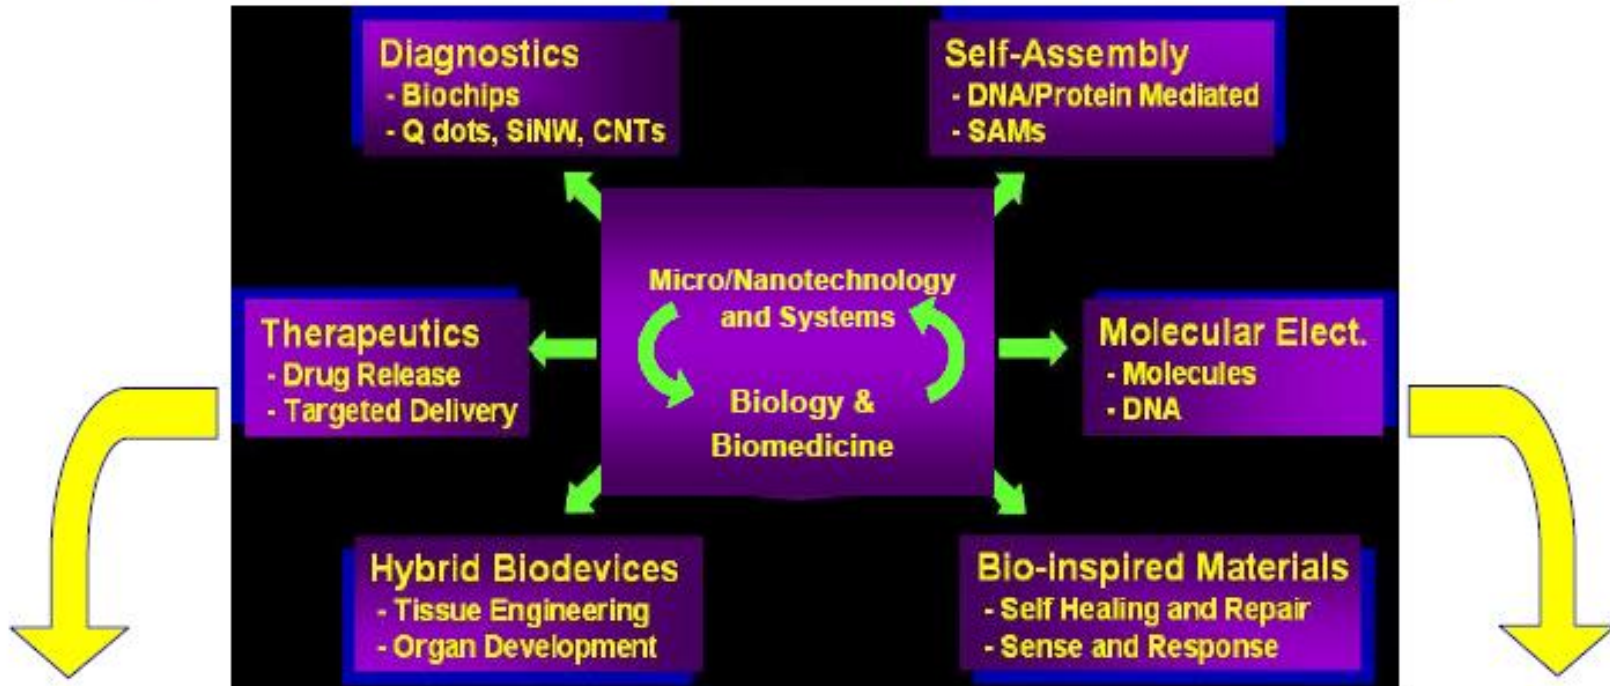 Diagnostics
- Biochips
- Q dots, SiNW, CNTs
Self-Assembly
- DNA/Protein Mediated
- SAMs
Micro/Nanotechnology
and Systems
Biology &
Biomedicine
Therapeutics
- Drug Release
- Targeted Delivery
Molecular Elect.
- Molecules
- DNA
Hybrid Biodevices
- Tissue Engineering
- Organ Development
Bio-inspired Materials
- Self Healing and Repair
- Sense and Response